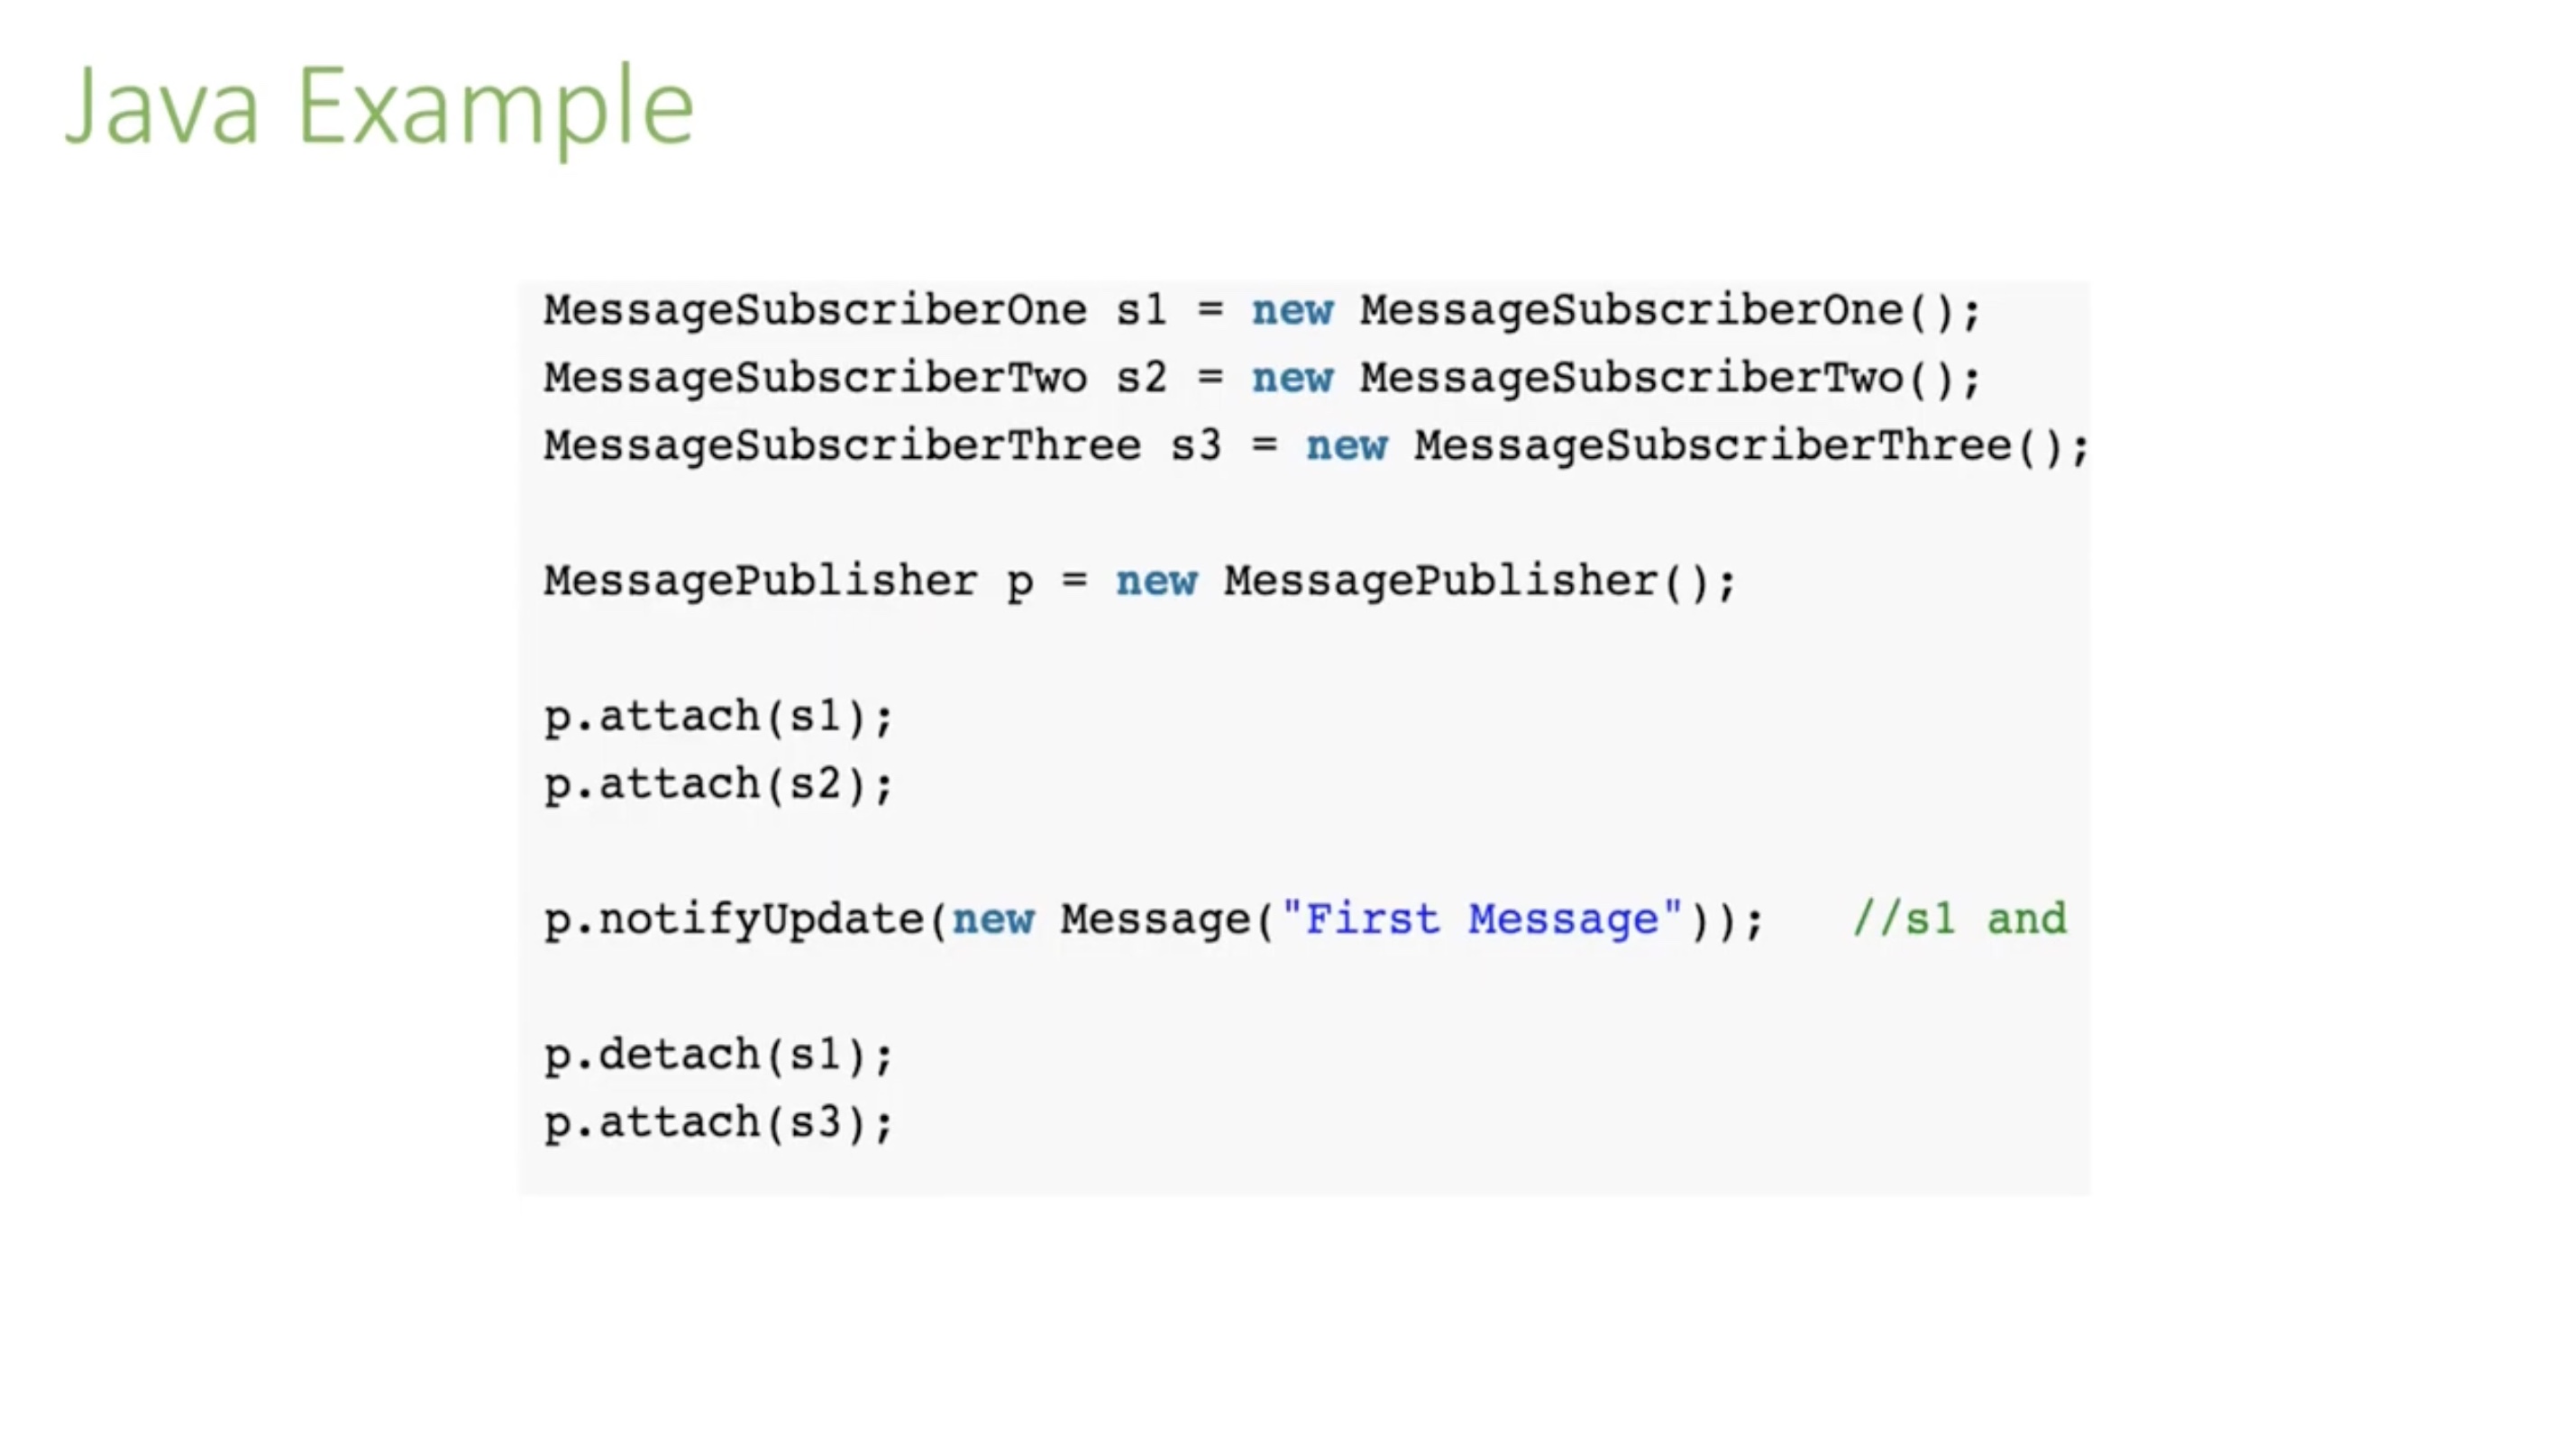 Java Example
MessageSubscriberOne s1 = new MessageSubscriberOne();
MessageSubscriberTwo s2 = new MessageSubscriberTwo();
MessageSubscriberThree s3 = new MessageSubscriberThree();
MessagePublisher p = new MessagePublisher();
p.attach(s1);
p.attach(s2);
p.notifyUpdate(new Message("First Message"));   //s1 and
p.detach(s1);
p.attach(s3);